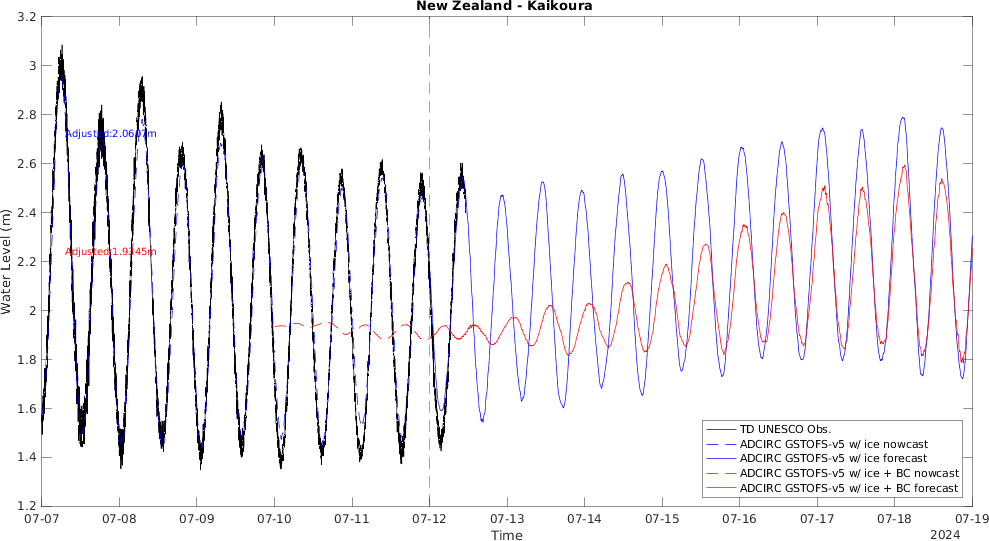 New Zealand - Kaikoura
Water Level (m)
3.2
3
2.8
2.6
2.4
2.2
2
1.8
1.6
1.4
1.2
Adjusted:2.0607m
Adjusted:1.9345m
TD UNESCO Obs.
ADCIRC GSTOFS-v5 w/ ice nowcast
ADCIRC GSTOFS-v5 w/ ice forecast
ADCIRC GSTOFS-v5 w/ ice + BC nowcast
ADCIRC GSTOFS-v5 w/ ice + BC forecast
07-07 07-08 07-09 07-10 07-11 07-12 07-13 07-14 07-15 07-16 07-17 07-18 07-19
Time
2024